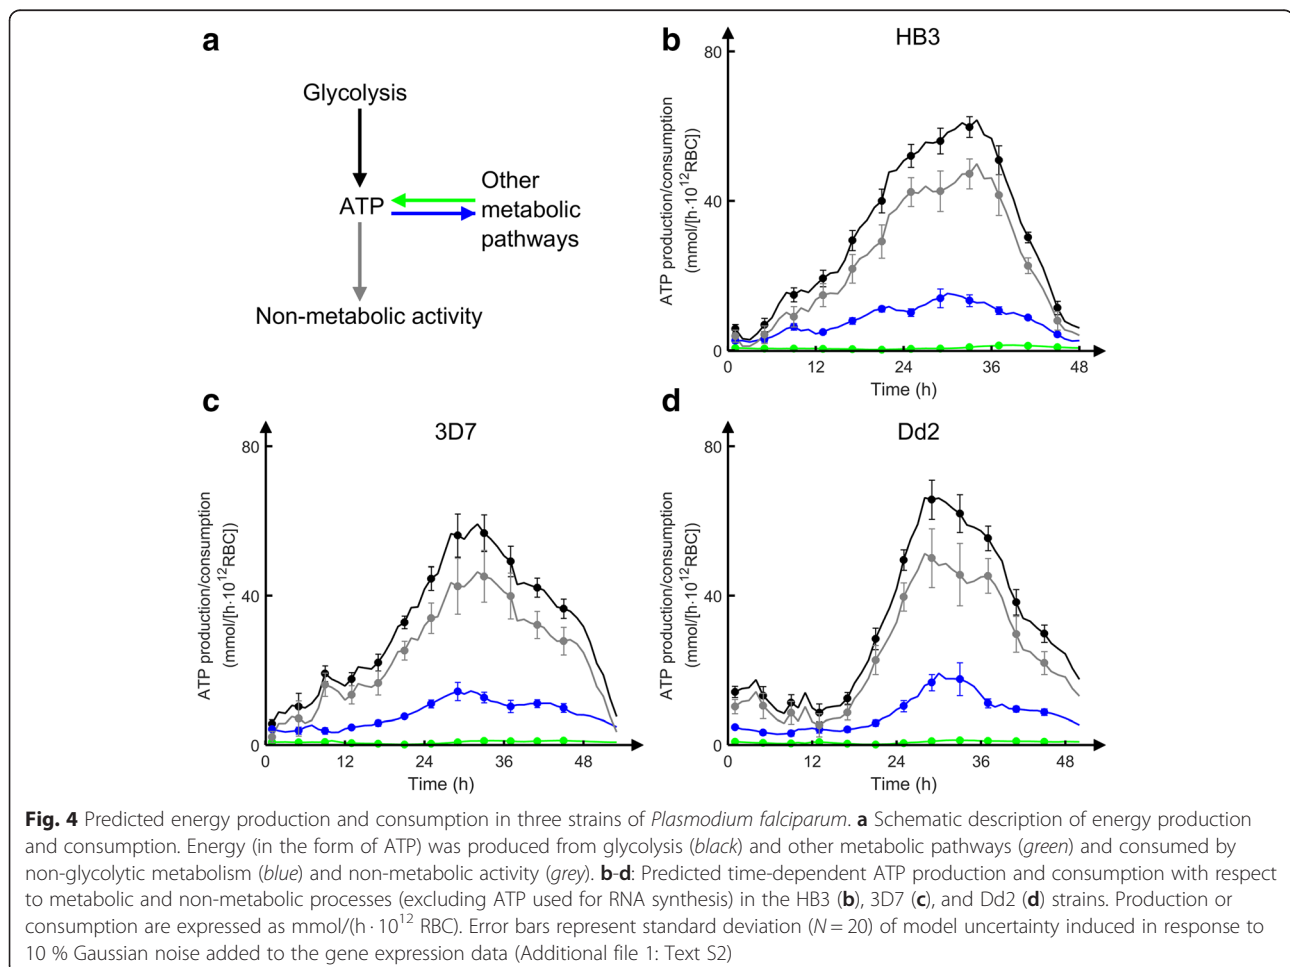 a
Glycolysis
ATP
Other
metabolic
pathways
Non-metabolic activity
b
HB3
ATP production/consumption
(mmol/[h·10¹²RBC])
80
40
0
0 12 24 36 48
Time (h)
c
3D7
ATP production/consumption
(mmol/[h·10¹²RBC])
80
40
0
0 12 24 36 48
Time (h)
d
Dd2
ATP production/consumption
(mmol/[h·10¹²RBC])
80
40
0
0 12 24 36 48
Time (h)
Fig. 4 Predicted energy production and consumption in three strains of Plasmodium falciparum. a Schematic description of energy production
and consumption. Energy (in the form of ATP) was produced from glycolysis (black) and other metabolic pathways (green) and consumed by
non-glycolytic metabolism (blue) and non-metabolic activity (grey). b-d: Predicted time-dependent ATP production and consumption with respect
to metabolic and non-metabolic processes (excluding ATP used for RNA synthesis) in the HB3 (b), 3D7 (c), and Dd2 (d) strains. Production or
consumption are expressed as mmol/(h · 10¹² RBC). Error bars represent standard deviation (N = 20) of model uncertainty induced in response to
10 % Gaussian noise added to the gene expression data (Additional file 1: Text S2)